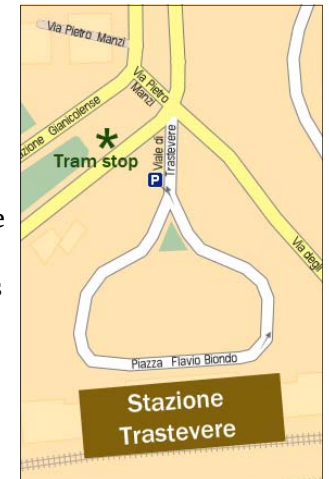 Via Pietro Manzi
Via Pietro
Manzi
azione Gianicolense
Tram stop
Viale di
Trastevere
P
Via degli
Piazza Flavio Biondo
Stazione
Trastevere
e
s